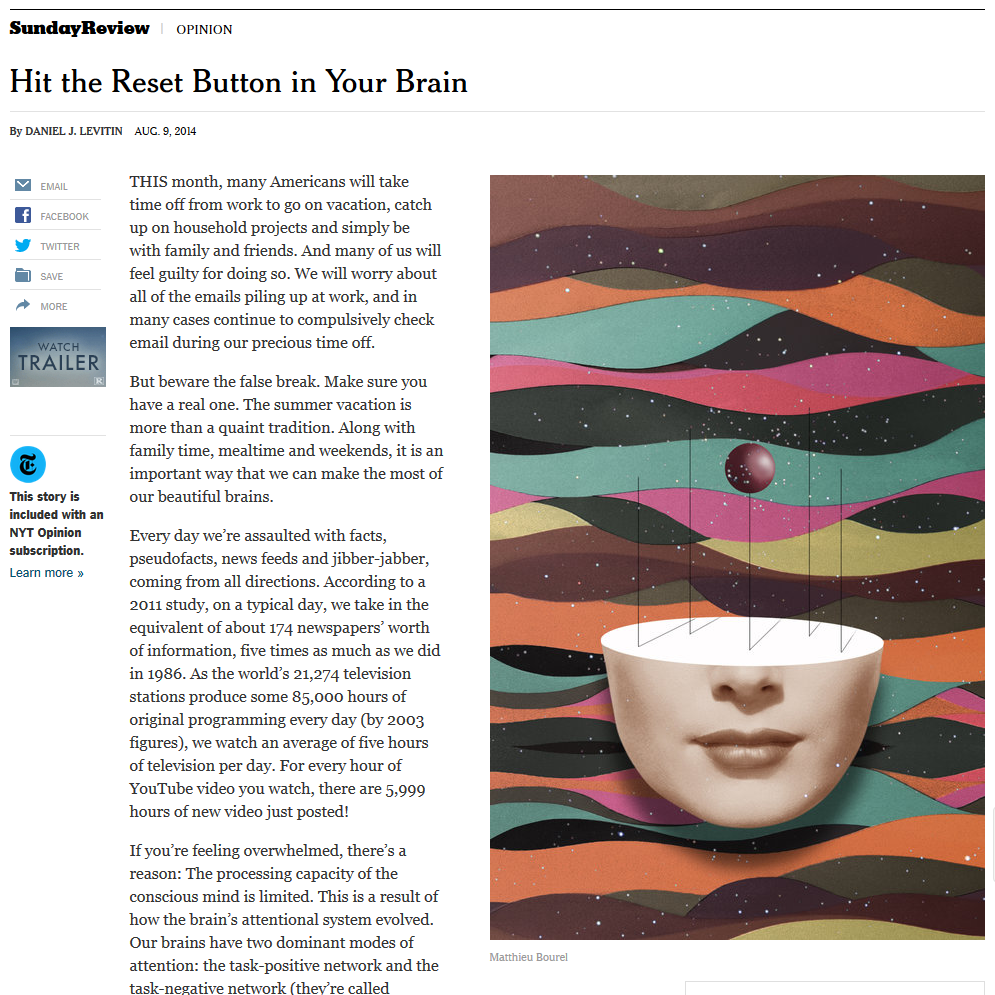 SundayReview | OPINION
Hit the Reset Button in Your Brain
By DANIEL J. LEVITIN AUG. 9, 2014
EMAIL
FACEBOOK
TWITTER
SAVE
MORE
WATCH
TRAILER
R
T
This story is
included with an
NYT Opinion
subscription.
Learn more »
THIS month, many Americans will take
time off from work to go on vacation, catch
up on household projects and simply be
with family and friends. And many of us will
feel guilty for doing so. We will worry about
all of the emails piling up at work, and in
many cases continue to compulsively check
email during our precious time off.
But beware the false break. Make sure you
have a real one. The summer vacation is
more than a quaint tradition. Along with
family time, mealtime and weekends, it is an
important way that we can make the most of
our beautiful brains.
Every day we’re assaulted with facts,
pseudofacts, news feeds and jibber-jabber,
coming from all directions. According to a
2011 study, on a typical day, we take in the
equivalent of about 174 newspapers’ worth
of information, five times as much as we did
in 1986. As the world’s 21,274 television
stations produce some 85,000 hours of
original programming every day (by 2003
figures), we watch an average of five hours
of television per day. For every hour of
YouTube video you watch, there are 5,999
hours of new video just posted!
If you’re feeling overwhelmed, there’s a
reason: The processing capacity of the
conscious mind is limited. This is a result of
how the brain’s attentional system evolved.
Our brains have two dominant modes of
attention: the task-positive network and the
task-negative network (they’re called
Matthieu Bourel